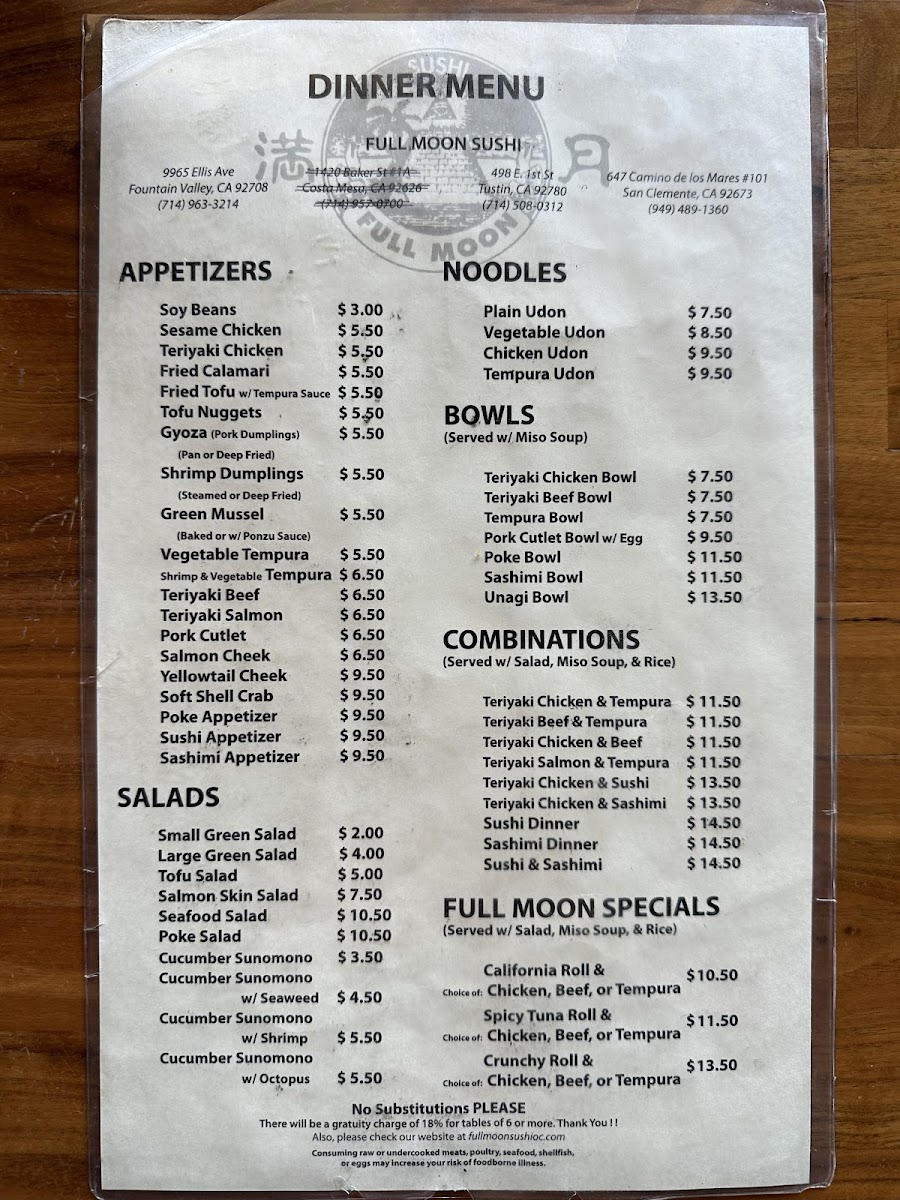 SUSHI
DINNER MENU
満 月
FULL MOON SUSHI
FULL MOON
9965 Ellis Ave
Fountain Valley, CA 92708
(714) 963-3214
1420 Baker St #1A
Costa Mesa, CA 92626
(714) 957-0700
498 E. 1st St
Tustin, CA 92780
(714) 508-0312
647 Camino de los Mares #101
San Clemente, CA 92673
(949) 489-1360
APPETIZERS
Soy Beans $ 3.00
Sesame Chicken $ 5.50
Teriyaki Chicken $ 5.50
Fried Calamari $ 5.50
Fried Tofu w/ Tempura Sauce $ 5.50
Tofu Nuggets $ 5.50
Gyoza (Pork Dumplings) $ 5.50
(Pan or Deep Fried)
Shrimp Dumplings $ 5.50
(Steamed or Deep Fried)
Green Mussel $ 5.50
(Baked or w/ Ponzu Sauce)
Vegetable Tempura $ 5.50
Shrimp & Vegetable Tempura $ 6.50
Teriyaki Beef $ 6.50
Teriyaki Salmon $ 6.50
Pork Cutlet $ 6.50
Salmon Cheek $ 6.50
Yellowtail Cheek $ 9.50
Soft Shell Crab $ 9.50
Poke Appetizer $ 9.50
Sushi Appetizer $ 9.50
Sashimi Appetizer $ 9.50
SALADS
Small Green Salad $ 2.00
Large Green Salad $ 4.00
Tofu Salad $ 5.00
Salmon Skin Salad $ 7.50
Seafood Salad $ 10.50
Poke Salad $ 10.50
Cucumber Sunomono $ 3.50
Cucumber Sunomono
w/ Seaweed $ 4.50
Cucumber Sunomono
w/ Shrimp $ 5.50
Cucumber Sunomono
w/ Octopus $ 5.50
NOODLES
Plain Udon $ 7.50
Vegetable Udon $ 8.50
Chicken Udon $ 9.50
Tempura Udon $ 9.50
BOWLS
(Served w/ Miso Soup)
Teriyaki Chicken Bowl $ 7.50
Teriyaki Beef Bowl $ 7.50
Tempura Bowl $ 7.50
Pork Cutlet Bowl w/ Egg $ 9.50
Poke Bowl $ 11.50
Sashimi Bowl $ 11.50
Unagi Bowl $ 13.50
COMBINATIONS
(Served w/ Salad, Miso Soup, & Rice)
Teriyaki Chicken & Tempura $ 11.50
Teriyaki Beef & Tempura $ 11.50
Teriyaki Chicken & Beef $ 11.50
Teriyaki Salmon & Tempura $ 11.50
Teriyaki Chicken & Sushi $ 13.50
Teriyaki Chicken & Sashimi $ 13.50
Sushi Dinner $ 14.50
Sashimi Dinner $ 14.50
Sushi & Sashimi $ 14.50
FULL MOON SPECIALS
(Served w/ Salad, Miso Soup, & Rice)
California Roll & $10.50
Choice of: Chicken, Beef, or Tempura
Spicy Tuna Roll & $11.50
Choice of: Chicken, Beef, or Tempura
Crunchy Roll & $13.50
Choice of: Chicken, Beef, or Tempura
No Substitutions PLEASE
There will be a gratuity charge of 18% for tables of 6 or more. Thank You ! !
Also, please check our website at fullmoonsushioc.com
Consuming raw or undercooked meats, poultry, seafood, shellfish,
or eggs may increase your risk of foodborne illness.